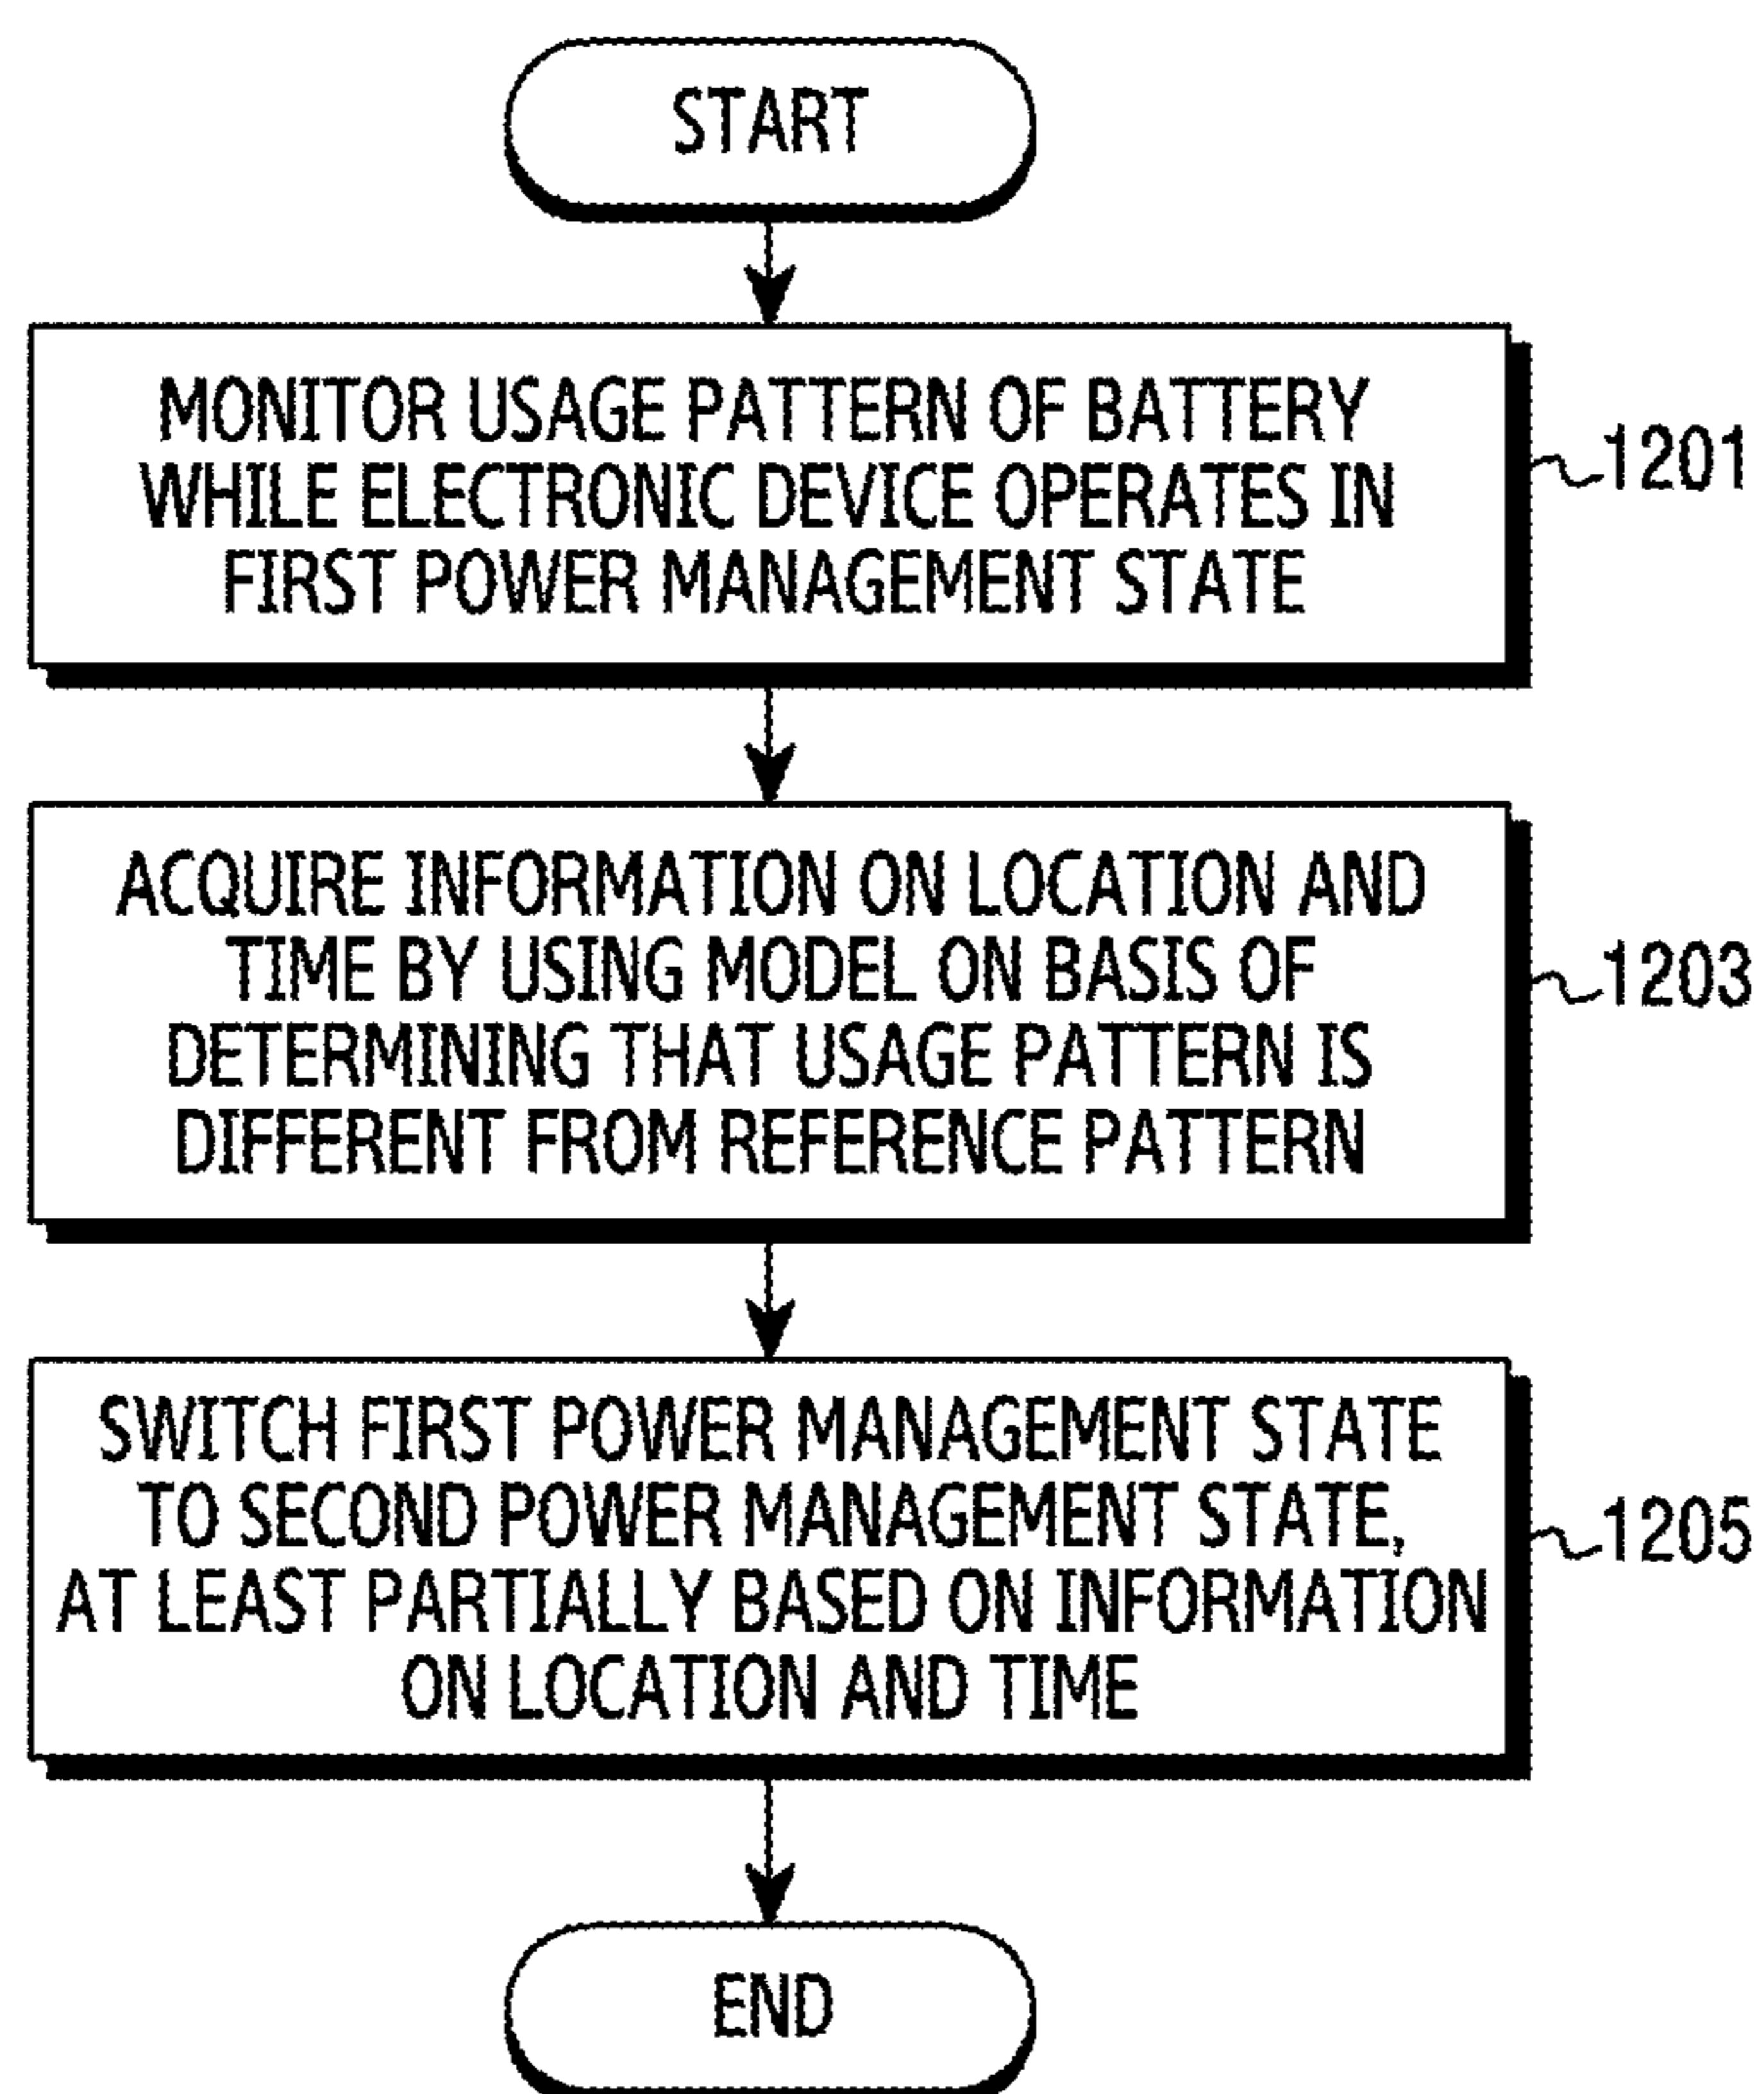 START
MONITOR USAGE PATTERN OF BATTERY
WHILE ELECTRONIC DEVICE OPERATES IN
FIRST POWER MANAGEMENT STATE
1201
ACQUIRE INFORMATION ON LOCATION AND
TIME BY USING MODEL ON BASIS OF
DETERMINING THAT USAGE PATTERN IS
DIFFERENT FROM REFERENCE PATTERN
1203
SWITCH FIRST POWER MANAGEMENT STATE
TO SECOND POWER MANAGEMENT STATE,
AT LEAST PARTIALLY BASED ON INFORMATION
ON LOCATION AND TIME
1205
END